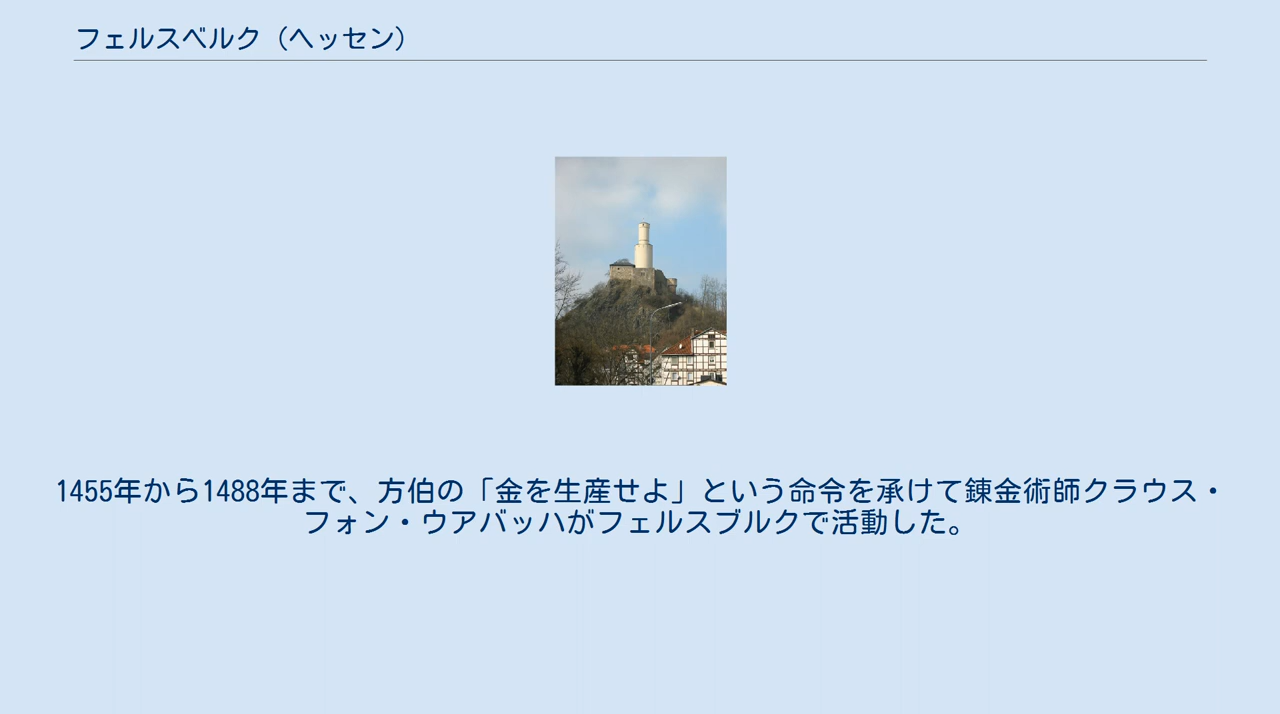 フェルスベルク（ヘッセン）
1455年から1488年まで、方伯の「金を生産せよ」という命令を承けて錬金術師クラウス・
フォン・ウアバッハがフェルスブルクで活動した。